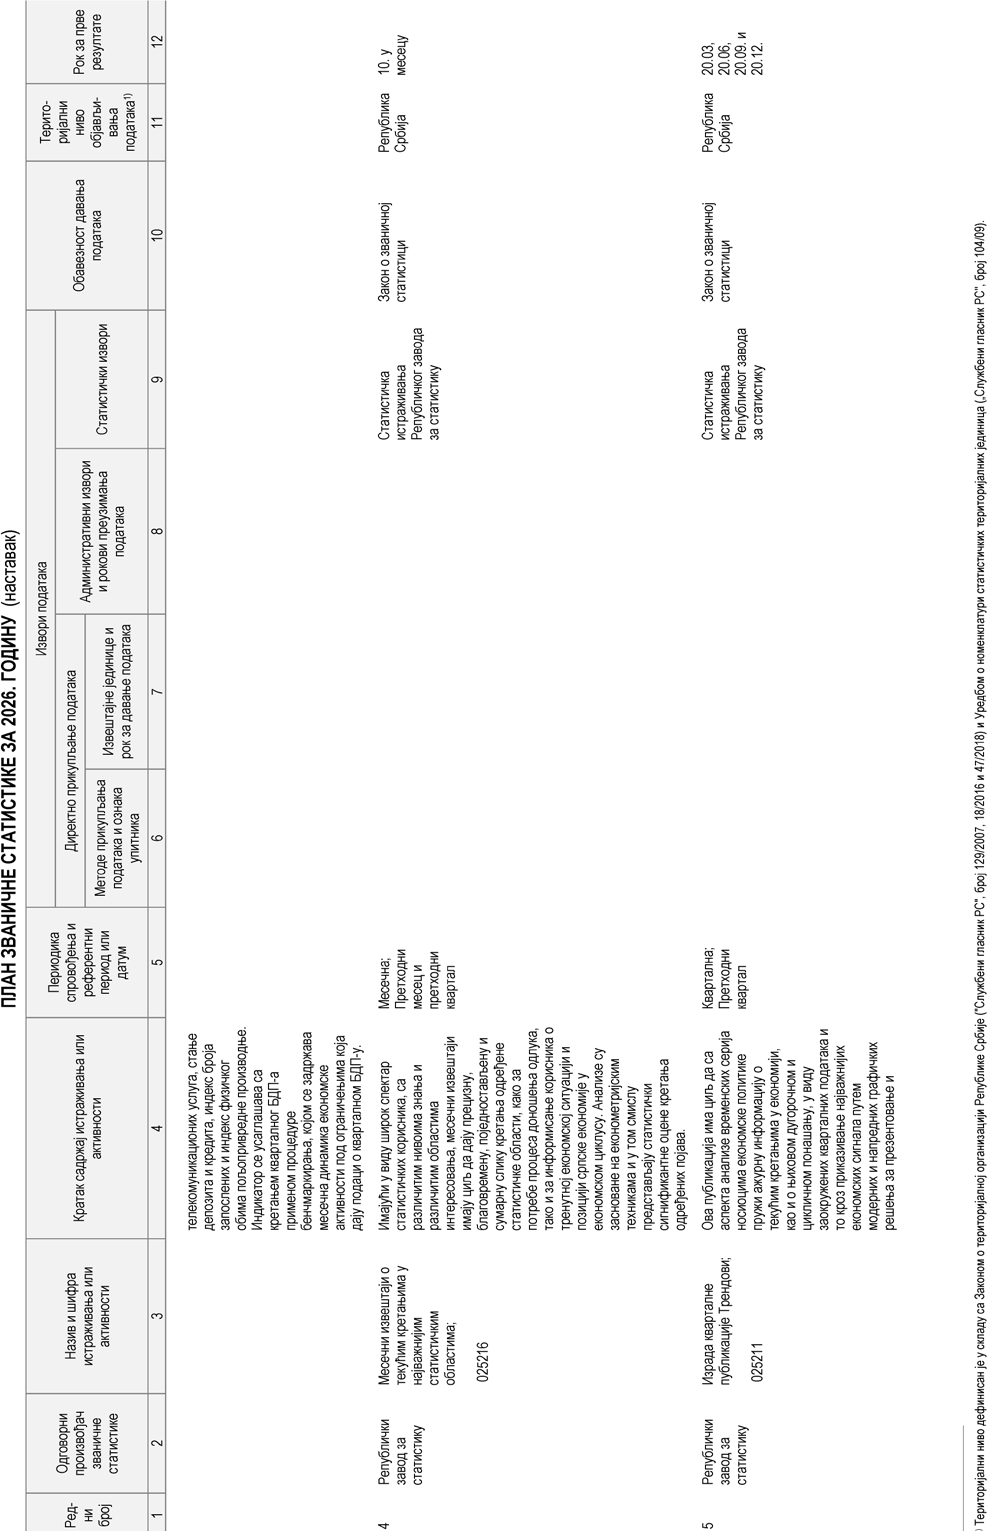 ПЛАН ЗВАНИЧНЕ СТАТИСТИКЕ ЗА 2026. ГОДИНУ (наставак)
Ред-
ни
број
Одговорни
произвођач
званичне
статистике
Назив и шифра
истраживања или
активности
Кратак садржај истраживања или
активности
Периодика
спровођења и
референтни
период или
датум
Извори података
Директно прикупљање података
Методе прикупљања
података и ознака
упитника
Извештајне јединице и
рок за давање података
Административни извори
и рокови преузимања
података
Статистички извори
Обавезност давања
података
Терито-
ријални
ниво
објављи-
вања
података1)
Рок за прве
резултате
1 2 3 4 5 6 7 8 9 10 11 12
телекомуникационих услуга, стање
депозита и кредита, индекс броја
запослених и индекс физичког
обима пољопривредне производње.
Индикатор се усаглашава са
кретањем кварталног БДП-а
применом процедуре
бенчмаркирања, којом се задржава
месечна динамика економске
активности под ограничењима која
дају подаци о кварталном БДП-у.
4
Републички
завод за
статистику
Месечни извештаји о
текућим кретањима у
најважнијим
статистичким
областима;
025216
Имајући у виду широк спектар
статистичких корисника, са
различитим нивоима знања и
различитим областима
интересовања, месечни извештаји
имају циљ да дају прецизну,
благовремену, поједностављену и
сумарну слику кретања одређене
статистичке области, како за
потребе процеса доношења одлука,
тако и за информисање корисника о
тренутној економској ситуацији и
позицији српске економије у
економском циклусу. Анализе су
засноване на економетријским
техникама и у том смислу
представљају статистички
сигнификантне оцене кретања
одређених појава.
Месечна;
Претходни
месец и
претходни
квартал
Статистичка
истраживања
Републичког завода
за статистику
Закон о званичној
статистици
Република
Србија
10. у
месецу
5
Републички
завод за
статистику
Израда кварталне
публикације Трендови;
025211
Ова публикација има циљ да са
аспекта анализе временских серија
носиоцима економске политике
пружи ажурну информацију о
текућим кретањима у економији,
као и о њиховом дугорочном и
цикличном понашању, у виду
заокружених кварталних података и
то кроз приказивање најважнијих
економских сигнала путем
модерних и напредних графичких
решења за презентовање и
Квартална;
Претходни
квартал
Статистичка
истраживања
Републичког завода
за статистику
Закон о званичној
статистици
Република
Србија
20.03,
20.06,
20.09. и
20.12.
) Територијални ниво дефинисан је у складу са Законом о територијалној организацији Републике Србије ("Службени гласник РС", број 129/2007, 18/2016 и 47/2018) и Уредбом о номенклатури статистичких територијалних јединица („Службени гласник РС", број 104/09).